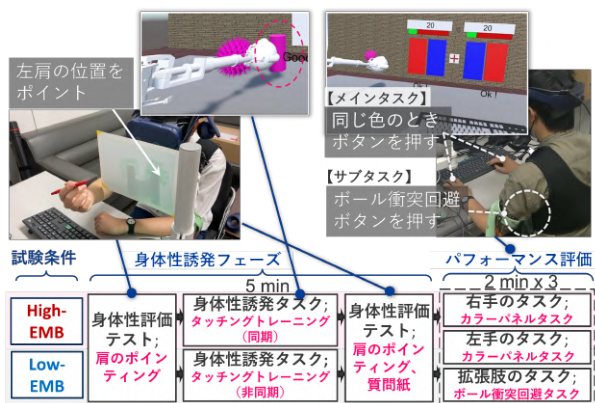 左肩の位置を
ポイント
Good
20
20
【メインタスク】
同じ色のとき
ボタンを押す
Ok !
【サブタスク】
ボール衝突回避
ボタンを押す
試験条件
身体性誘発フェーズ
パフォーマンス評価
5 min
2 min x 3
High-
EMB
Low-
EMB
身体性評価
テスト;
肩のポイン
ティング
身体性誘発タスク;
タッチングトレーニング
(同期)
身体性誘発タスク;
タッチングトレーニング
(非同期)
身体性評価
テスト;
肩のポイン
ティング、
質問紙
右手のタスク;
カラーパネルタスク
左手のタスク;
カラーパネルタスク
拡張肢のタスク;
ボール衝突回避タスク